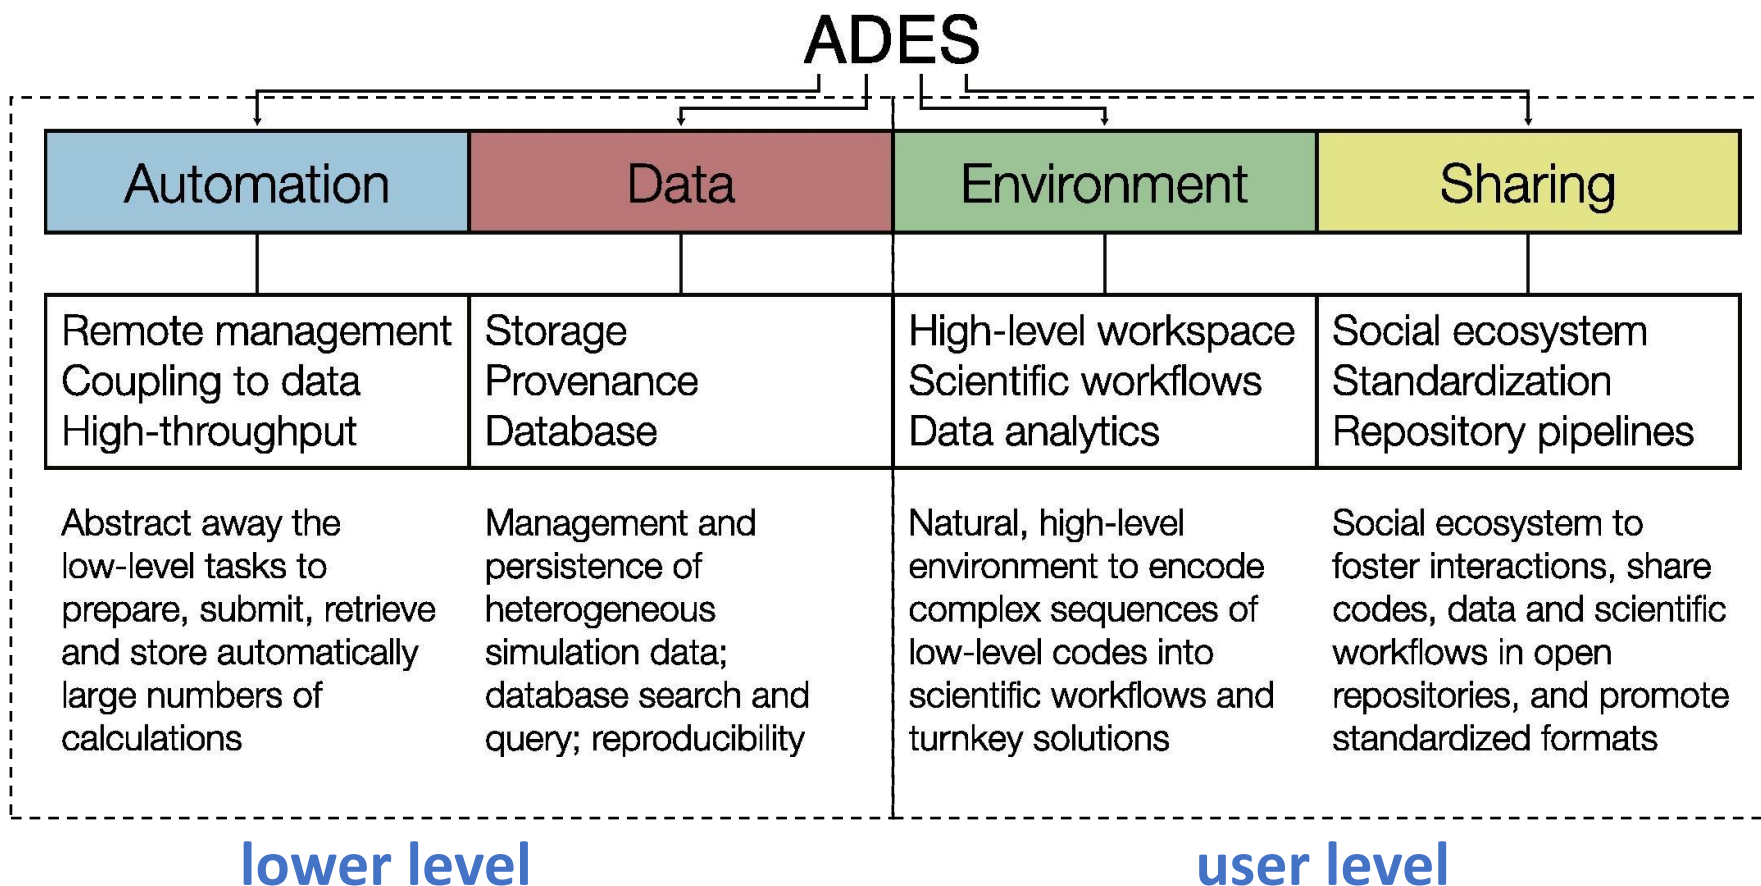 ADES
Automation
Data
Environment
Sharing
Remote management
Coupling to data
High-throughput
Storage
Provenance
Database
High-level workspace
Scientific workflows
Data analytics
Social ecosystem
Standardization
Repository pipelines
Abstract away the
low-level tasks to
prepare, submit, retrieve
and store automatically
large numbers of
calculations
Management and
persistence of
heterogeneous
simulation data;
database search and
query; reproducibility
Natural, high-level
environment to encode
complex sequences of
low-level codes into
scientific workflows and
turnkey solutions
Social ecosystem to
foster interactions, share
codes, data and scientific
workflows in open
repositories, and promote
standardized formats
lower level
user level